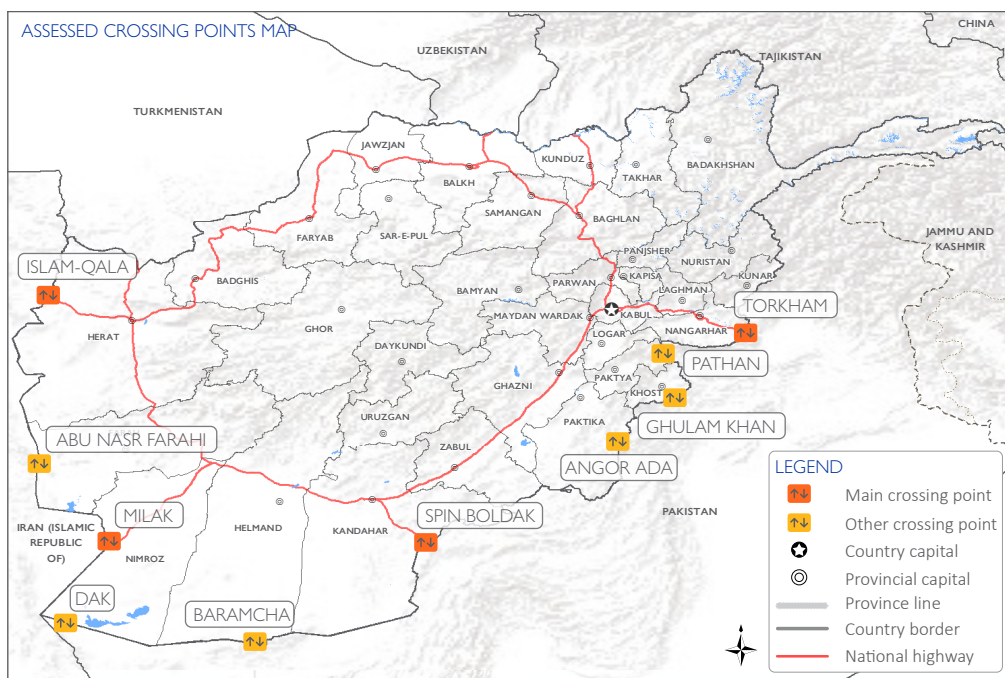 ASSESSED CROSSING POINTS MAP
CHINA
UZBEKISTAN
TAJIKISTAN
TURKMENISTAN
JAWZJAN
BALKH
KUNDUZ
TAKHAR
BADAKHSHAN
SAMANGAN
BAGHLAN
FARYAB
SAR-E-PUL
PANJSHER
NURISTAN
JAMMU AND
KASHMIR
ISLAM-QALA
BADGHIS
BAMYAN
PARWAN
KAPISA
LAGHMAN
KUNAR
TORKHAM
HERAT
GHOR
MAYDAN WARDAK
KABUL
NANGARHAR
LOGAR
DAYKUNDI
PATHAN
GHAZNI
PAKTYA
KHOST
URUZGAN
PAKTIKA
GHULAM KHAN
ABU NASR FARAHI
ZABUL
ANGOR ADA
MILAK
HELMAND
KANDAHAR
SPIN BOLDAK
PAKISTAN
IRAN (ISLAMIC
REPUBLIC
OF)
NIMROZ
DAK
BARAMCHA
LEGEND
Main crossing point
Other crossing point
Country capital
Provincial capital
Province line
Country border
National highway